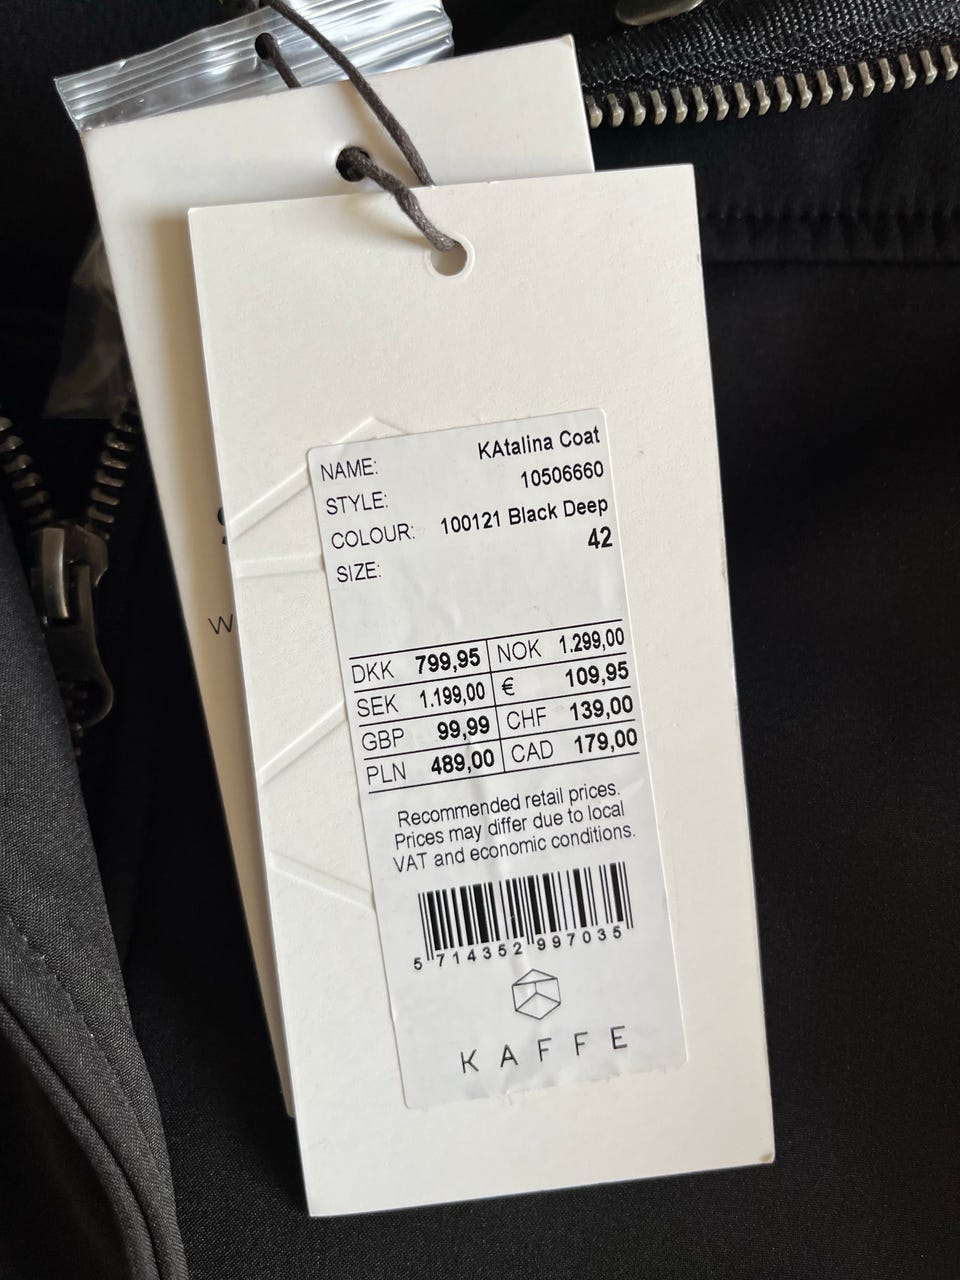 NAME: KAtalina Coat
STYLE: 10506660
COLOUR: 100121 Black Deep
SIZE: 42
DKK 799,95 NOK 1.299,00
SEK 1.199,00 € 109,95
GBP 99,99 CHF 139,00
PLN 489,00 CAD 179,00
Recommended retail prices.
Prices may differ due to local
VAT and economic conditions.
5 714352 997035
KAFFE